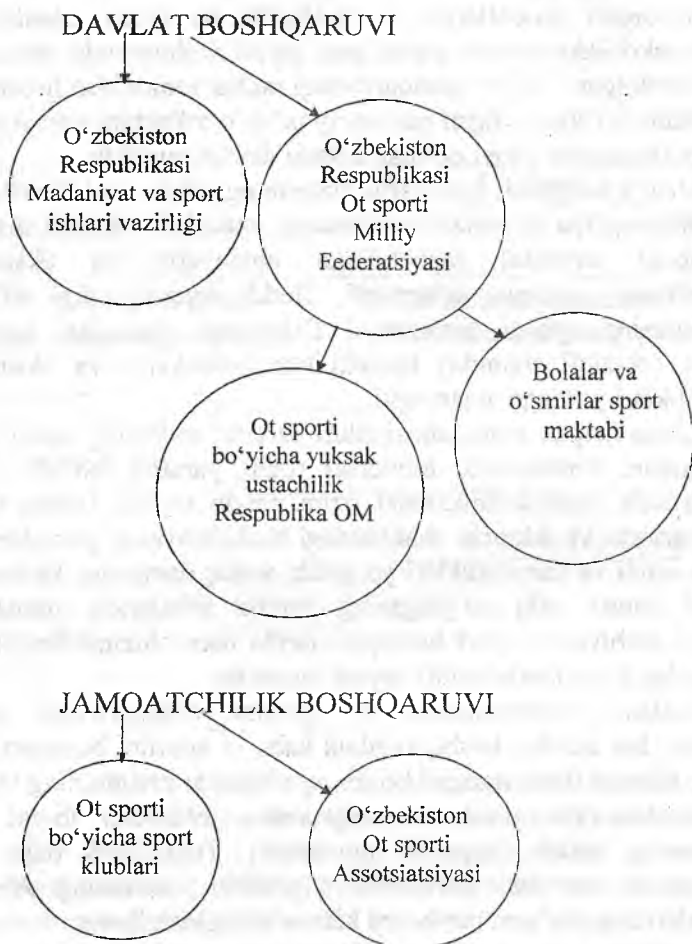 DAVLAT BOSHQARUVI
O‘zbekiston
Respublikasi
Madaniyat va sport
ishlari vazirligi
O‘zbekiston
Respublikasi
Ot sporti
Milliy
Federatsiyasi
Ot sporti
bo‘yicha yuksak
ustachilik
Respublika OM
Bolalar va
o‘smirlar sport
maktabi
JAMOATCHILIK BOSHQARUVI
Ot sporti
bo‘yicha sport
klublari
O‘zbekiston
Ot sporti
Assotsiatsiyasi